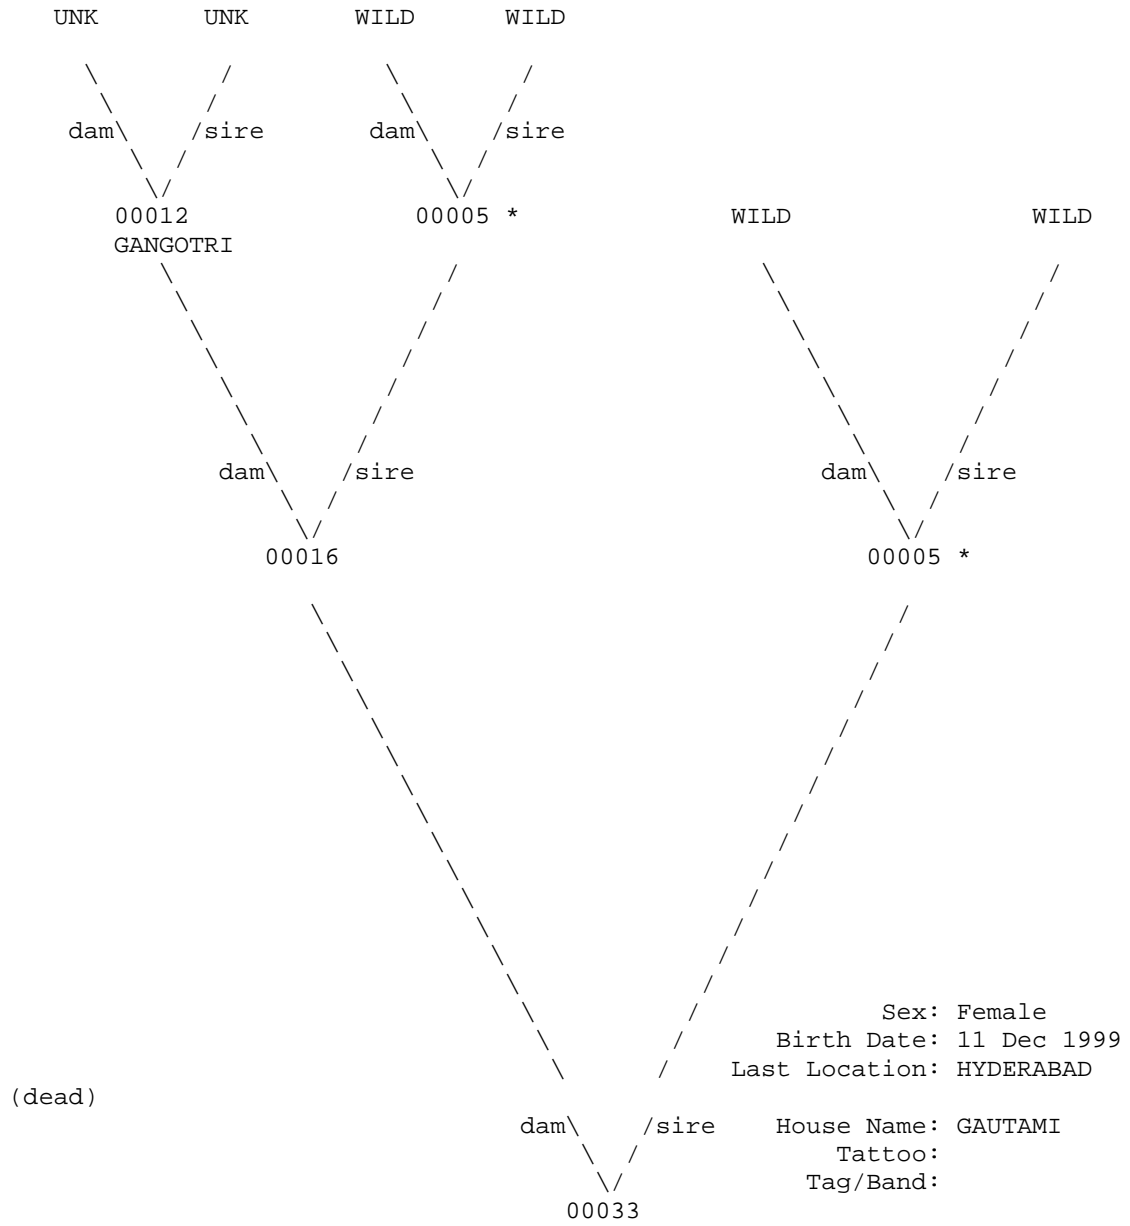 UNK UNK WILD WILD
dam\ /sire dam\ /sire
00012 00005 * WILD WILD
GANGOTRI
dam\ /sire dam\ /sire
00016 00005 *
Sex: Female
Birth Date: 11 Dec 1999
Last Location: HYDERABAD
(dead)
dam\ /sire House Name: GAUTAMI
Tattoo:
Tag/Band:
00033